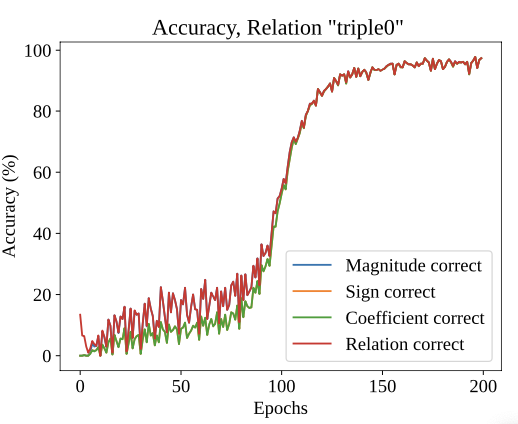 Accuracy, Relation "triple0"
100
80
60
40
20
0
Accuracy (%)
Magnitude correct
Sign correct
Coefficient correct
Relation correct
0 50 100 150 200
Epochs